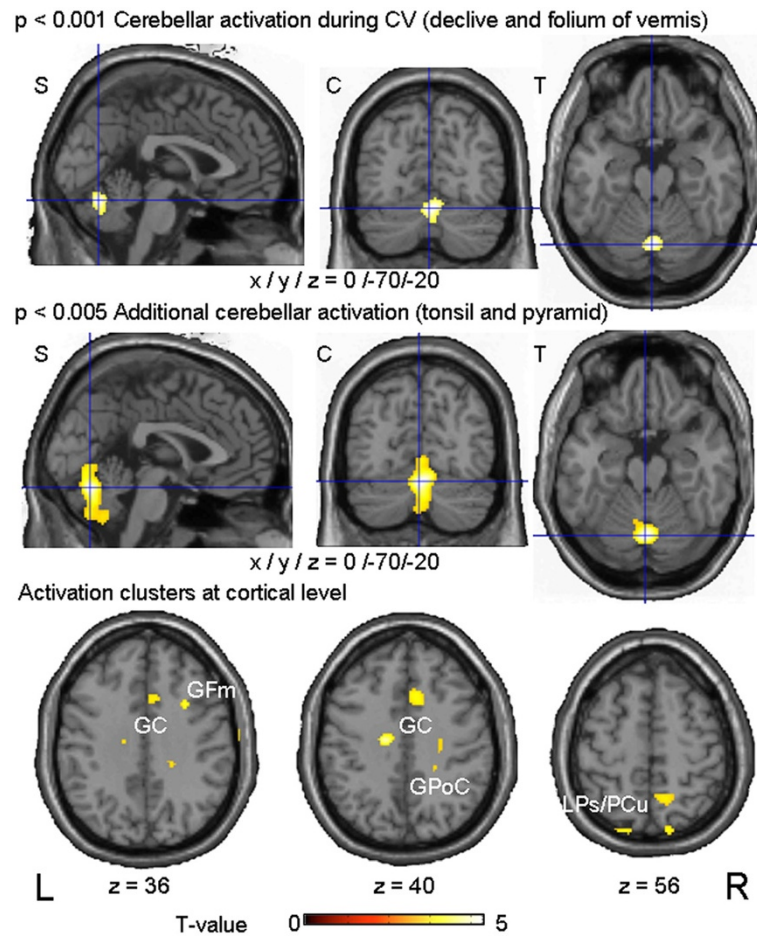 p < 0.001 Cerebellar activation during CV (declive and folium of vermis)
S C T
x / y / z = 0 /-70/-20
p < 0.005 Additional cerebellar activation (tonsil and pyramid)
S C T
x / y / z = 0 /-70/-20
Activation clusters at cortical level
GFm
GC GC
GPoC LPs/PCu
L z = 36 z = 40 z = 56 R
T-value 0 5